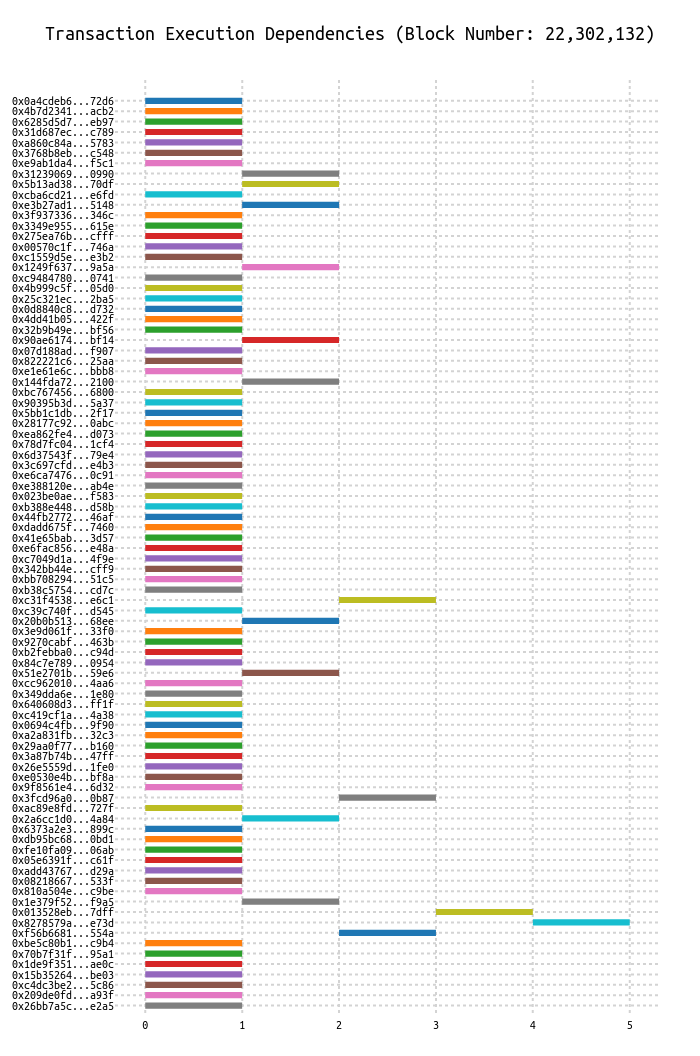 Transaction Execution Dependencies (Block Number: 22,302,132)
0x0a4cdeb6...72d6
0x4b7d2341...acb2
0x6285d5d7...eb97
0x31d687ec...c789
0xa860c84a...5783
0x3768b8eb...c548
0xe9ab1da4...f5c1
0x31239069...0990
0x5b13ad38...70df
0xcba6cd21...e6fd
0xe3b27ad1...5148
0x3f937336...346c
0x3349e955...615e
0x275ea76b...cfff
0x00570c1f...746a
0xc1559d5e...e3b2
0x1249f637...9a5a
0xc9484780...0741
0x4b999c5f...05d0
0x25c321ec...2ba5
0x0d8840c8...d732
0x4dd41b05...422f
0x32b9b49e...bf56
0x90ae6174...bf14
0x07d188ad...f907
0x822221c6...25aa
0xe1e61e6c...bbb8
0x144fda72...2100
0xbc767456...6800
0x90395b3d...5a37
0x5bb1c1db...2f17
0x28177c92...0abc
0xea862fe4...d073
0x78d7fc04...1cf4
0x6d37543f...79e4
0x3c697cfd...e4b3
0xe6ca7476...0c91
0xe388120e...ab4e
0x023be0ae...f583
0xb388e448...d58b
0x44fb2772...46af
0xdadd675f...7460
0x41e65bab...3d57
0xe6fac856...e48a
0xc7049d1a...4f9e
0x342bb44e...cff9
0xbb708294...51c5
0xb38c5754...cd7c
0xc31f4538...e6c1
0xc39c740f...d545
0x20b0b513...68ee
0x3e9d061f...33f0
0x9270cabf...463b
0xb2febba0...c94d
0x84c7e789...0954
0x51e2701b...59e6
0xcc962010...4aa6
0x349dda6e...1e80
0x640608d3...ff1f
0xc419cf1a...4a38
0x0694c4fb...9f90
0xa2a831fb...32c3
0x29aa0f77...b160
0x3a87b74b...47ff
0x26e5559d...1fe0
0xe0530e4b...bf8a
0x9f8561e4...6d32
0x3fcd96a0...0b87
0xac89e8fd...727f
0x2a6cc1d0...4a84
0x6373a2e3...899c
0xdb95bc68...0bd1
0xfe10fa09...06ab
0x05e6391f...c61f
0xadd43767...d29a
0x08218667...533f
0x810a504e...c9be
0x1e379f52...f9a5
0x013528eb...7dff
0x8278579a...e73d
0xf56b6681...554a
0xbe5c80b1...c9b4
0x70b7f31f...95a1
0x1de9f351...ae0c
0x15b35264...be03
0xc4dc3be2...5c86
0x209de0fd...a93f
0x26bb7a5c...e2a5
0 1 2 3 4 5